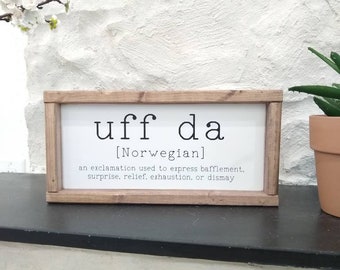 uff da
[Norwegian]
an exclamation used to express bafflement,
surprise, relief, exhaustion, or dismay